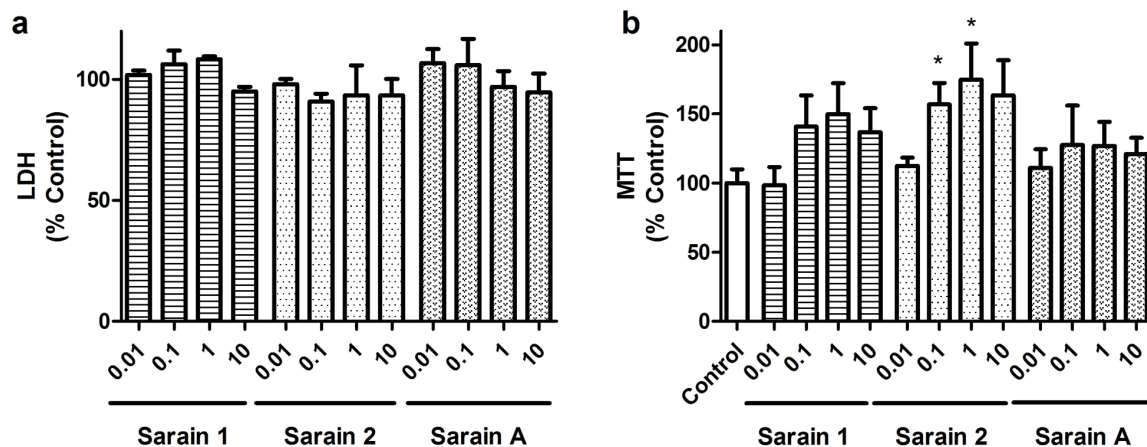 a
LDH
(% Control)
100
50
0
0.01 0.1 1 10 0.01 0.1 1 10 0.01 0.1 1 10
Sarain 1 Sarain 2 Sarain A
b
MTT
(% Control)
200
150
100
50
0
* *
Control 0.01 0.1 1 10 0.01 0.1 1 10 0.01 0.1 1 10
Sarain 1 Sarain 2 Sarain A